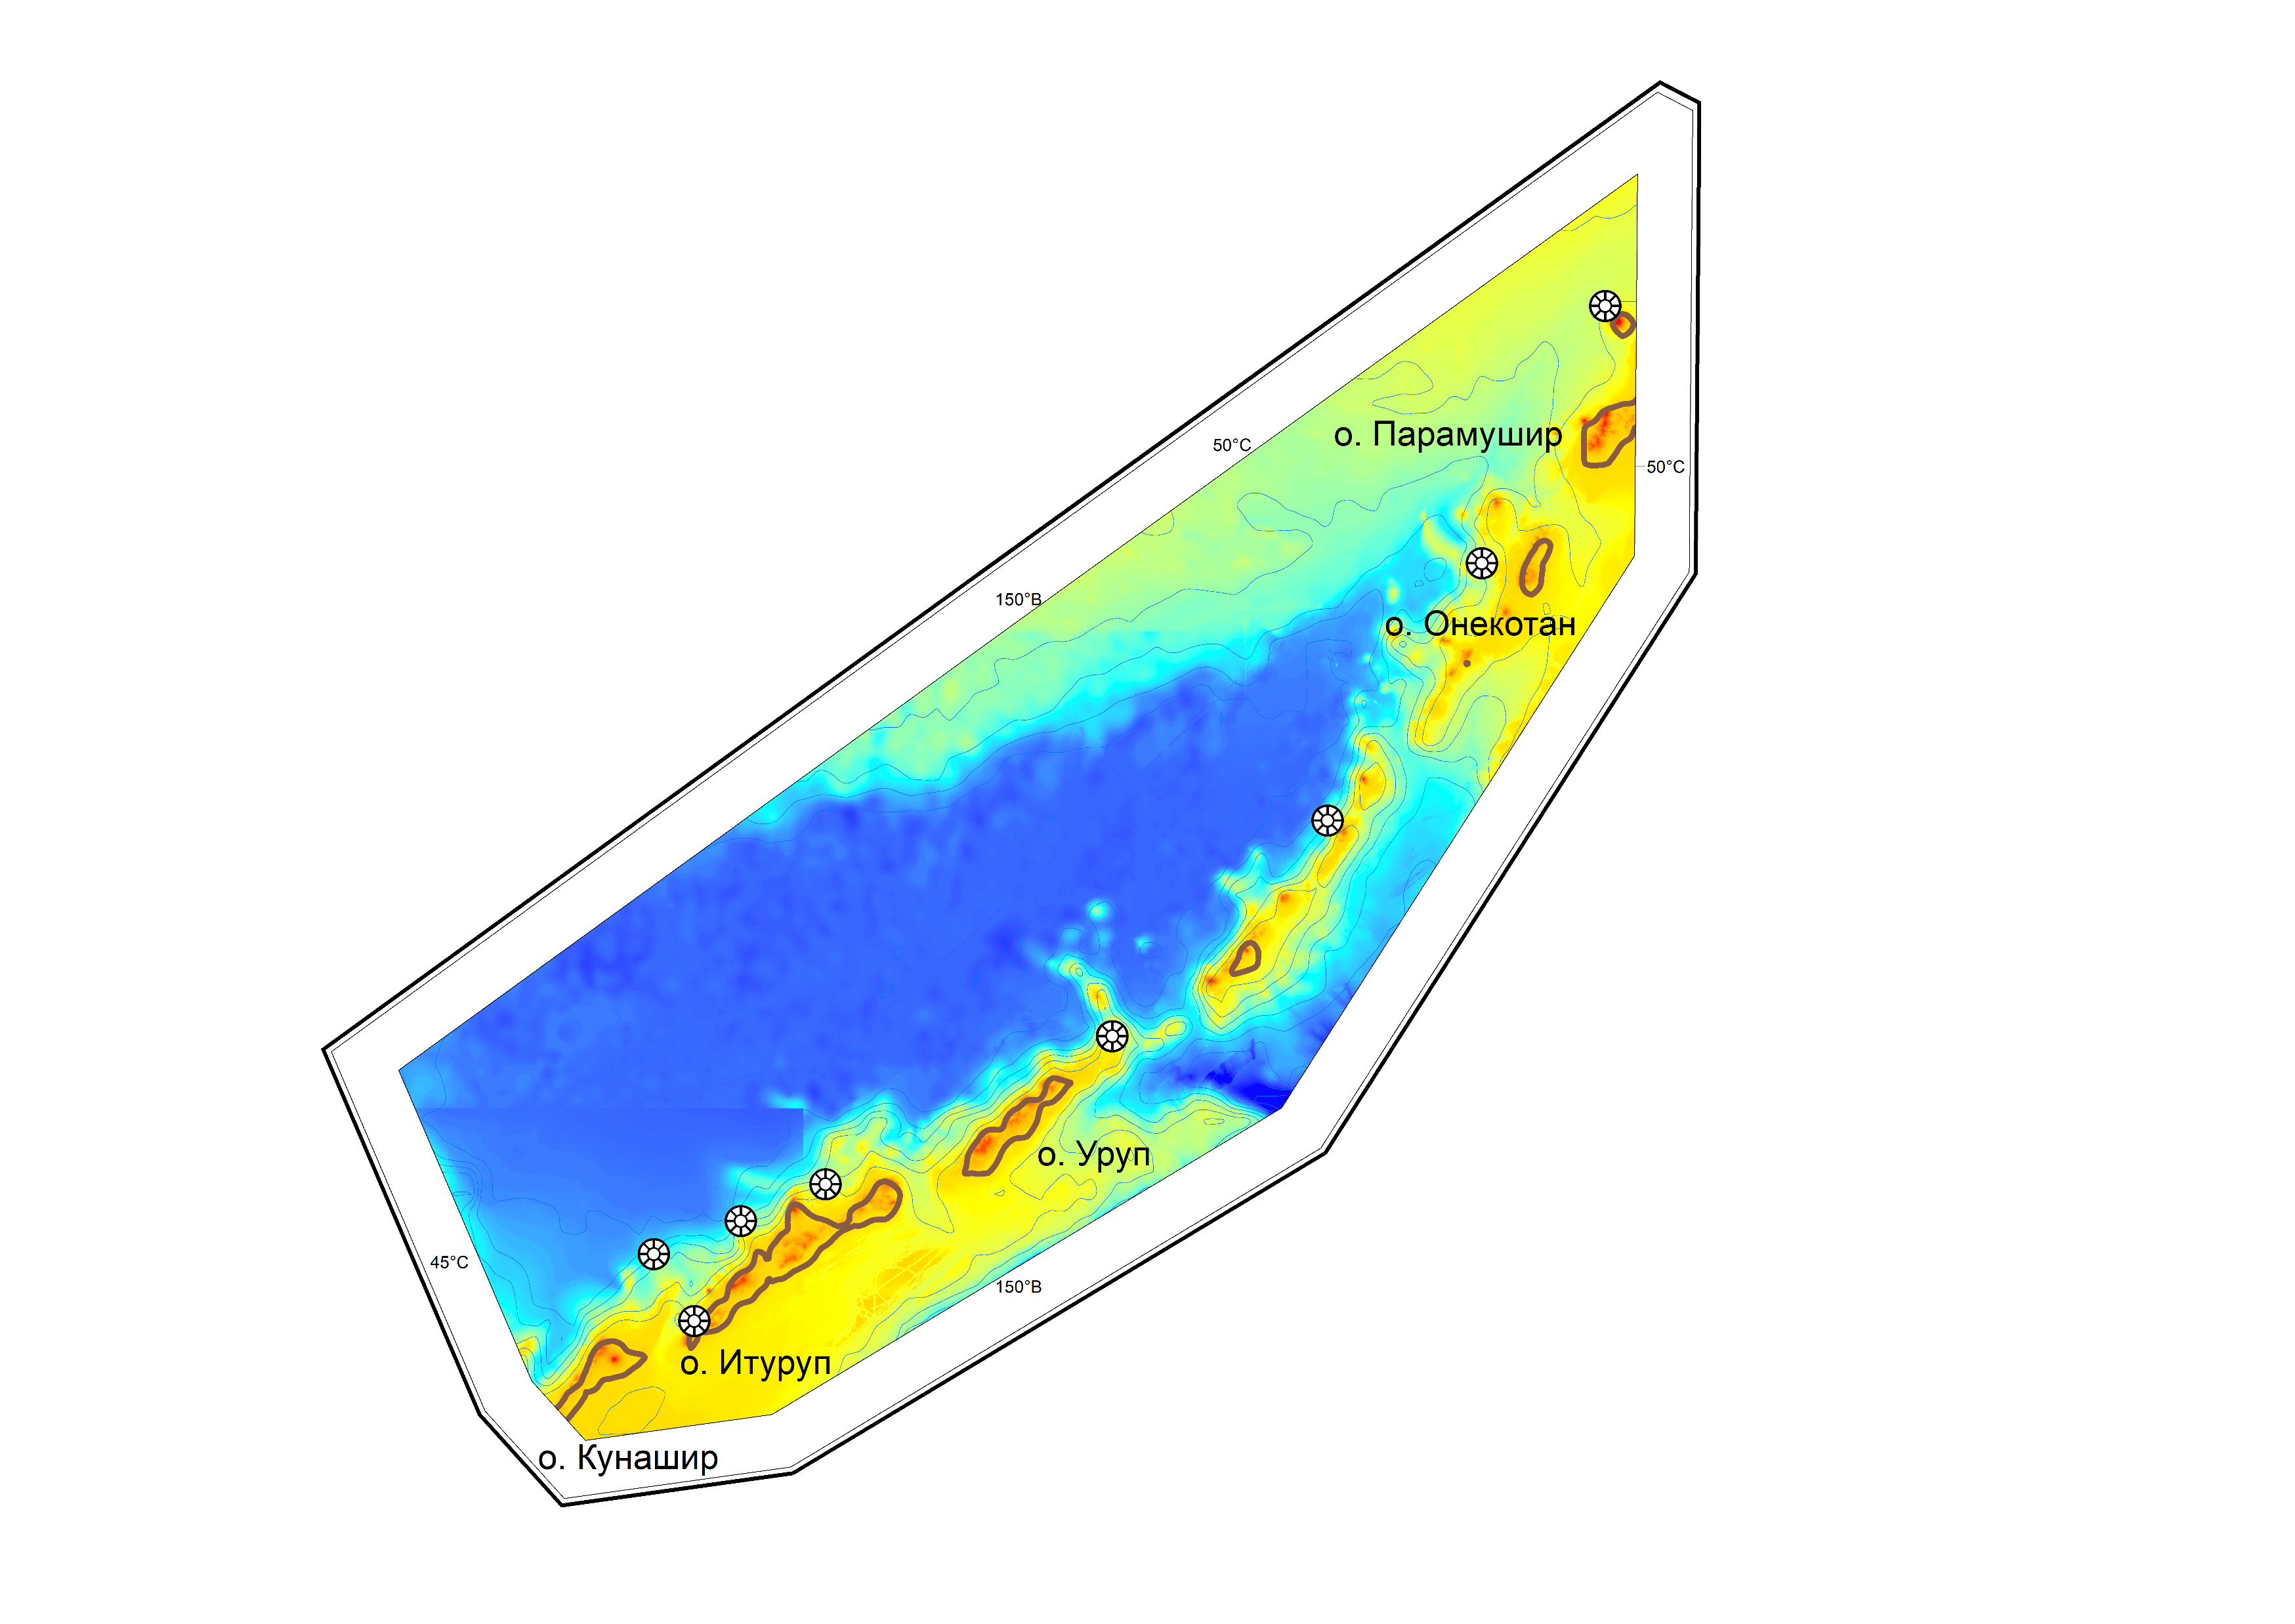 о. Парамушир
50°С
50°С
150°В
о. Онекотан
о. Уруп
45°С
150°В
о. Итуруп
о. Кунашир